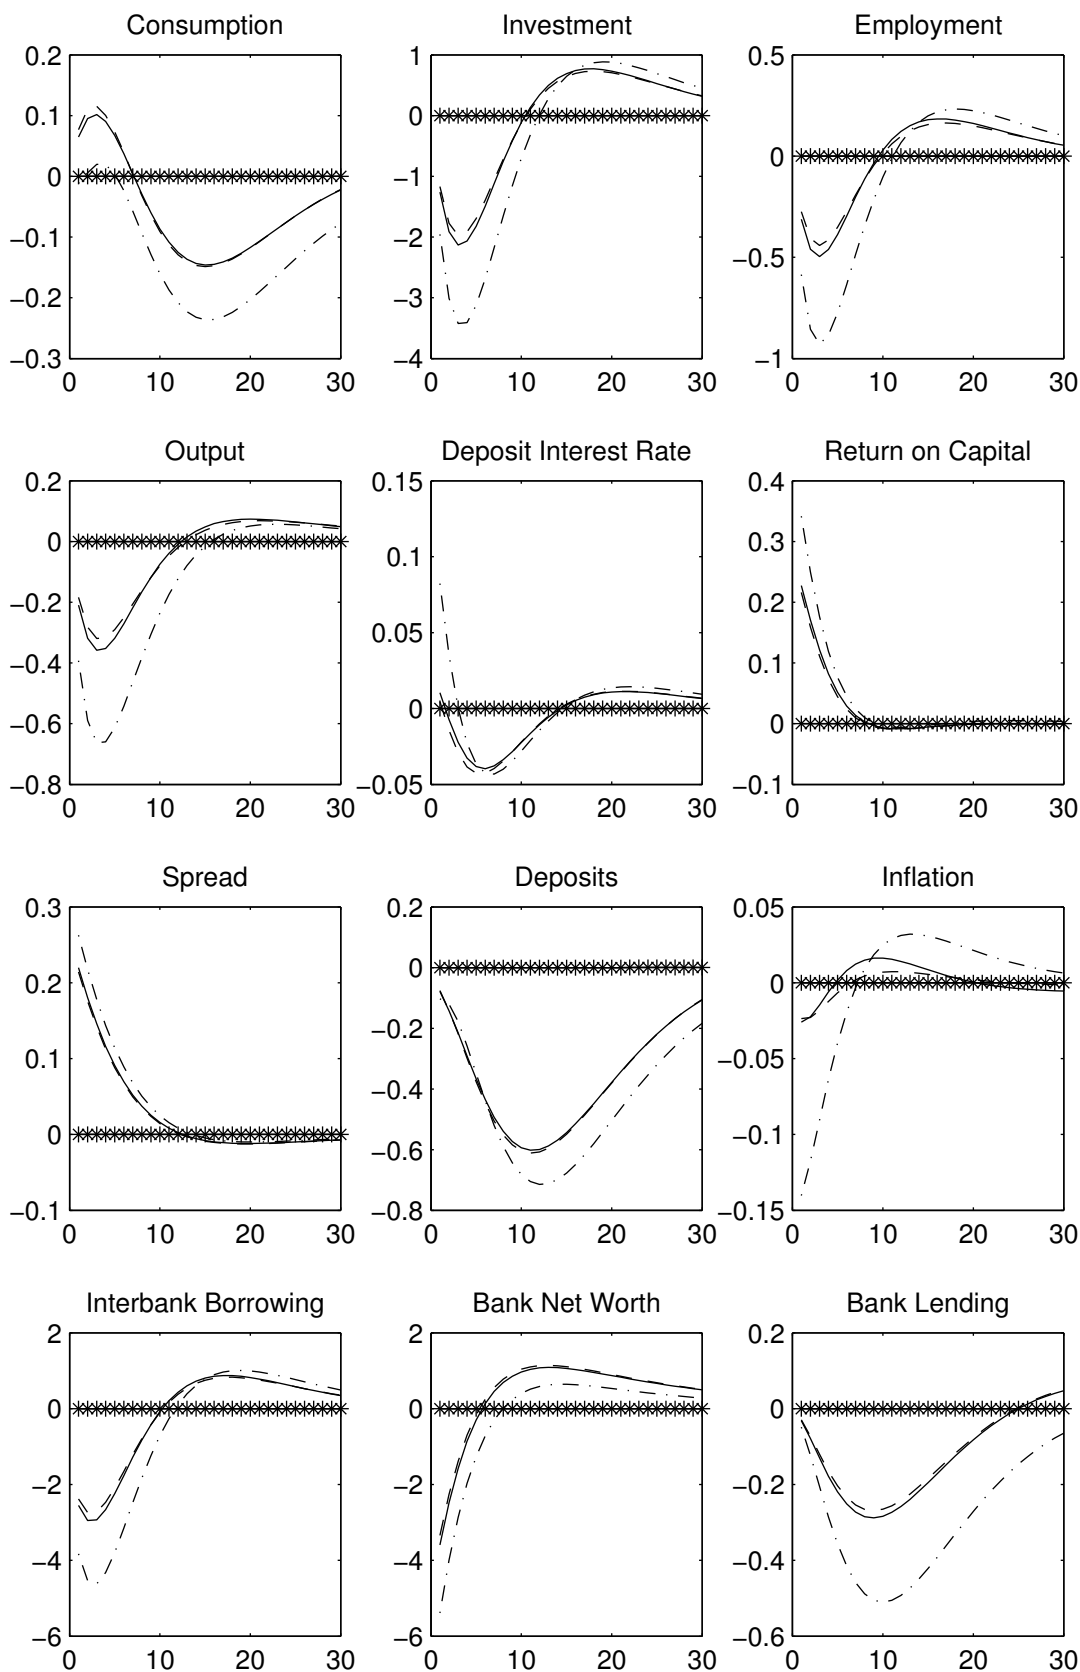 Consumption Investment Employment
0.2 1 0.5
0.1 0
0 −1 0
−0.1 −2 −0.5
−0.2 −3
−0.3 −4 −1
0 10 20 30 0 10 20 30 0 10 20 30
Output Deposit Interest Rate Return on Capital
0.2 0.15 0.4
0 0.1 0.3
−0.2 0.05 0.2
−0.4 0 0.1
−0.6 0
−0.8 −0.05 −0.1
0 10 20 30 0 10 20 30 0 10 20 30
Spread Deposits Inflation
0.3 0.2 0.05
0.2 0 0
0.1 −0.2 −0.05
0 −0.4 −0.1
−0.6
−0.1 −0.8 −0.15
0 10 20 30 0 10 20 30 0 10 20 30
Interbank Borrowing Bank Net Worth Bank Lending
2 2 0.2
0 0 0
−2 −2 −0.2
−4 −4 −0.4
−6 −6 −0.6
0 10 20 30 0 10 20 30 0 10 20 30